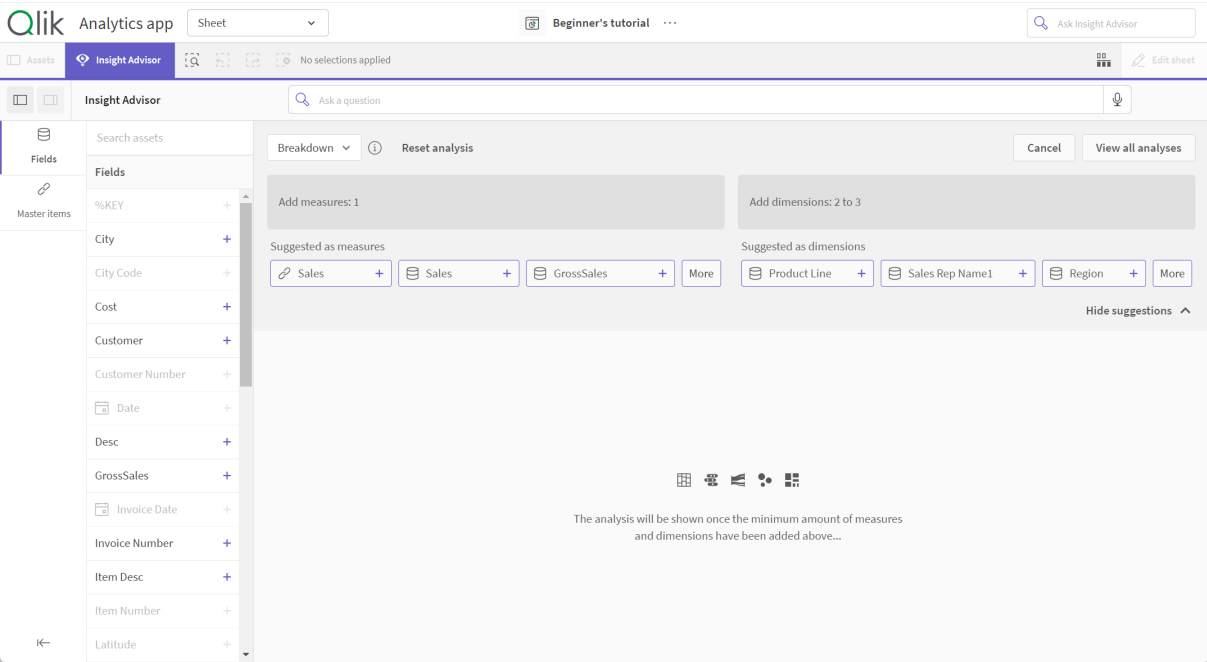 Qlik Analytics app Sheet Beginner's tutorial ... Ask Insight Advisor
Assets Insight Advisor No selections applied Edit sheet
Insight Advisor Ask a question
Fields
Master items
Search assets
Fields
%KEY
City
City Code
Cost
Customer
Customer Number
Date
Desc
GrossSales
Invoice Date
Invoice Number
Item Desc
Item Number
Latitude
Breakdown Reset analysis Cancel View all analyses
Add measures: 1 Add dimensions: 2 to 3
Suggested as measures Suggested as dimensions
Sales + Sales + GrossSales + More Product Line + Sales Rep Name1 + Region + More
Hide suggestions
The analysis will be shown once the minimum amount of measures
and dimensions have been added above...